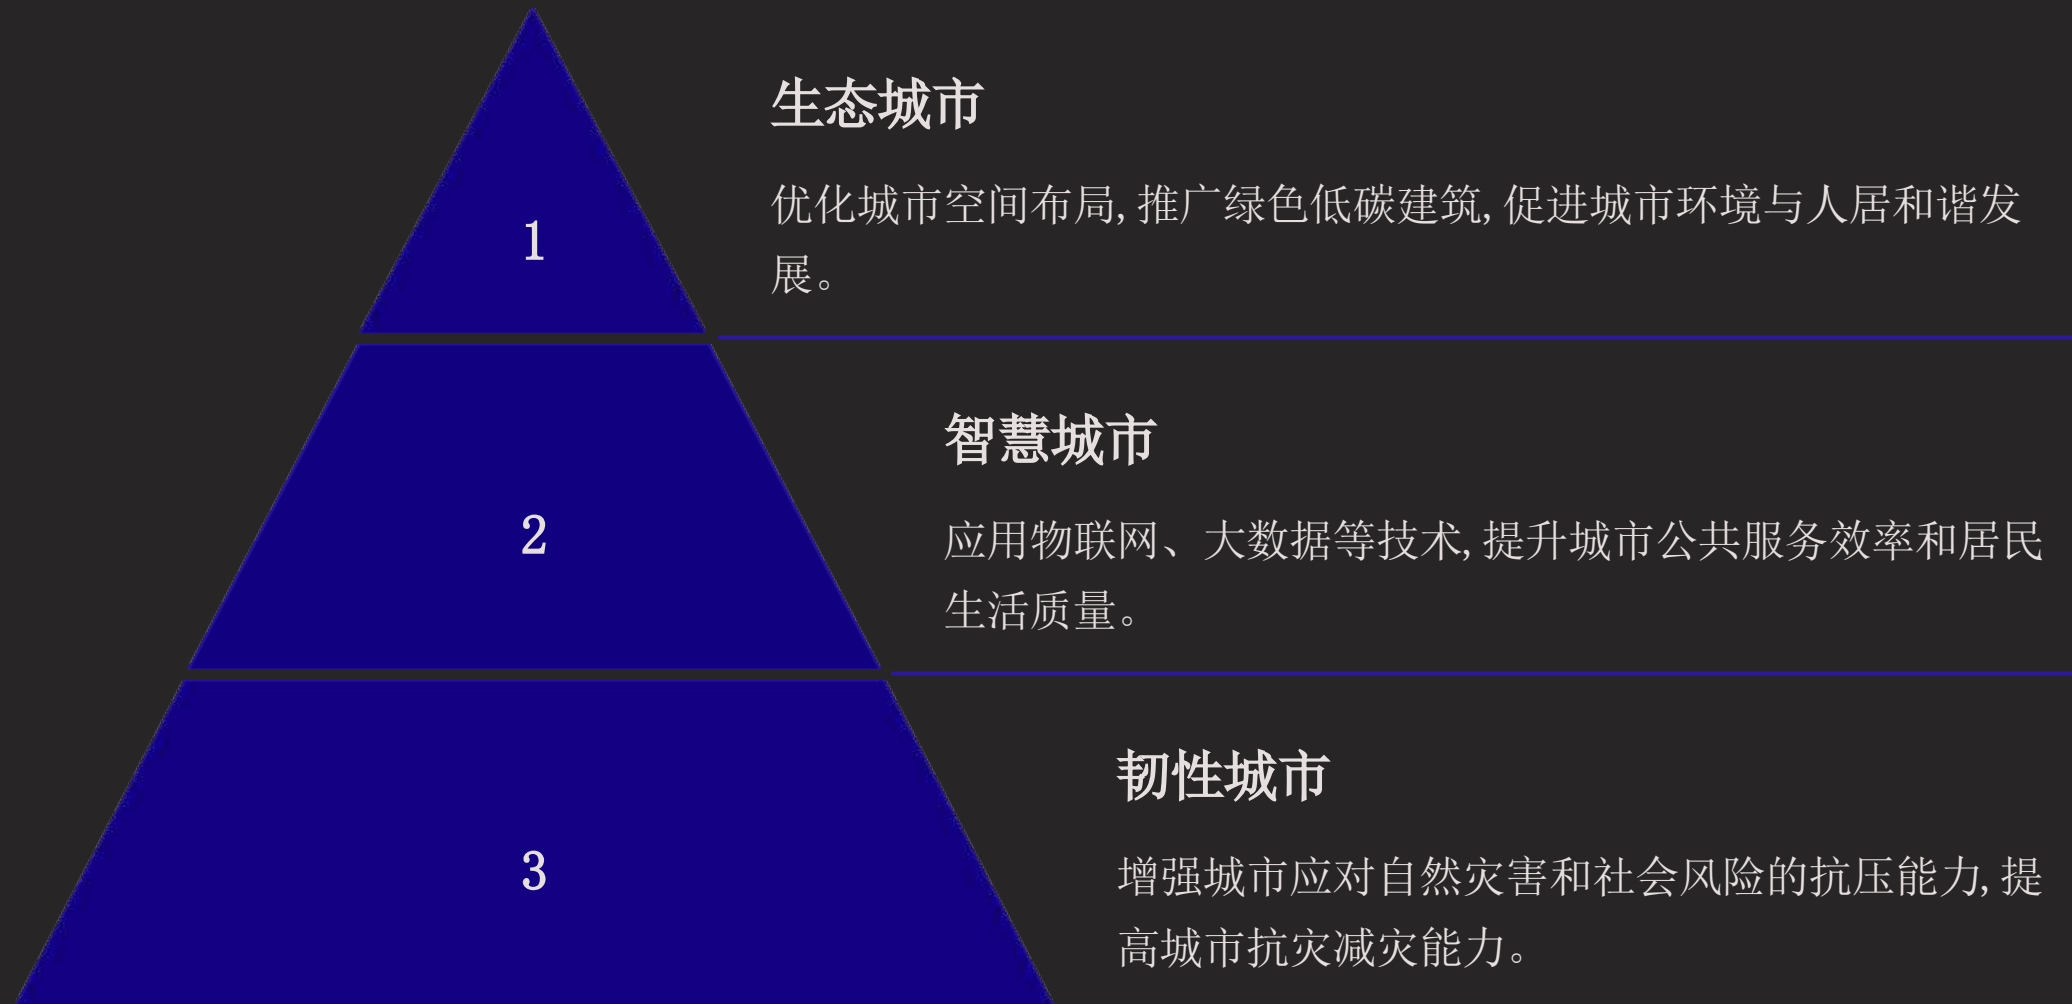 1
生态城市
优化城市空间布局,推广绿色低碳建筑,促进城市环境与人居和谐发
展。
2
智慧城市
应用物联网、大数据等技术,提升城市公共服务效率和居民
生活质量。
3
韧性城市
增强城市应对自然灾害和社会风险的抗压能力,提
高城市抗灾减灾能力。